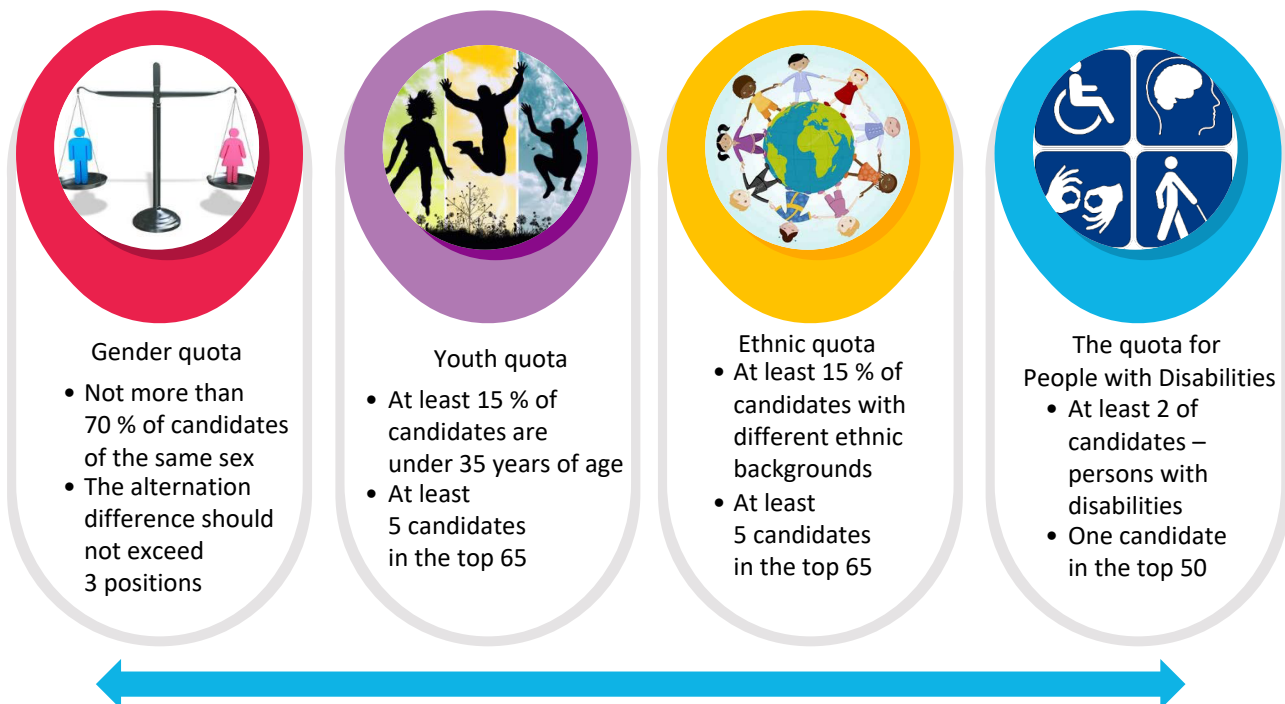 Gender quota
• Not more than
70 % of candidates
of the same sex
• The alternation
difference should
not exceed
3 positions
Youth quota
• At least 15 % of
candidates are
under 35 years of age
• At least
5 candidates
in the top 65
Ethnic quota
• At least 15 % of
candidates with
different ethnic
backgrounds
• At least
5 candidates
in the top 65
The quota for
People with Disabilities
• At least 2 of
candidates –
persons with
disabilities
• One candidate
in the top 50